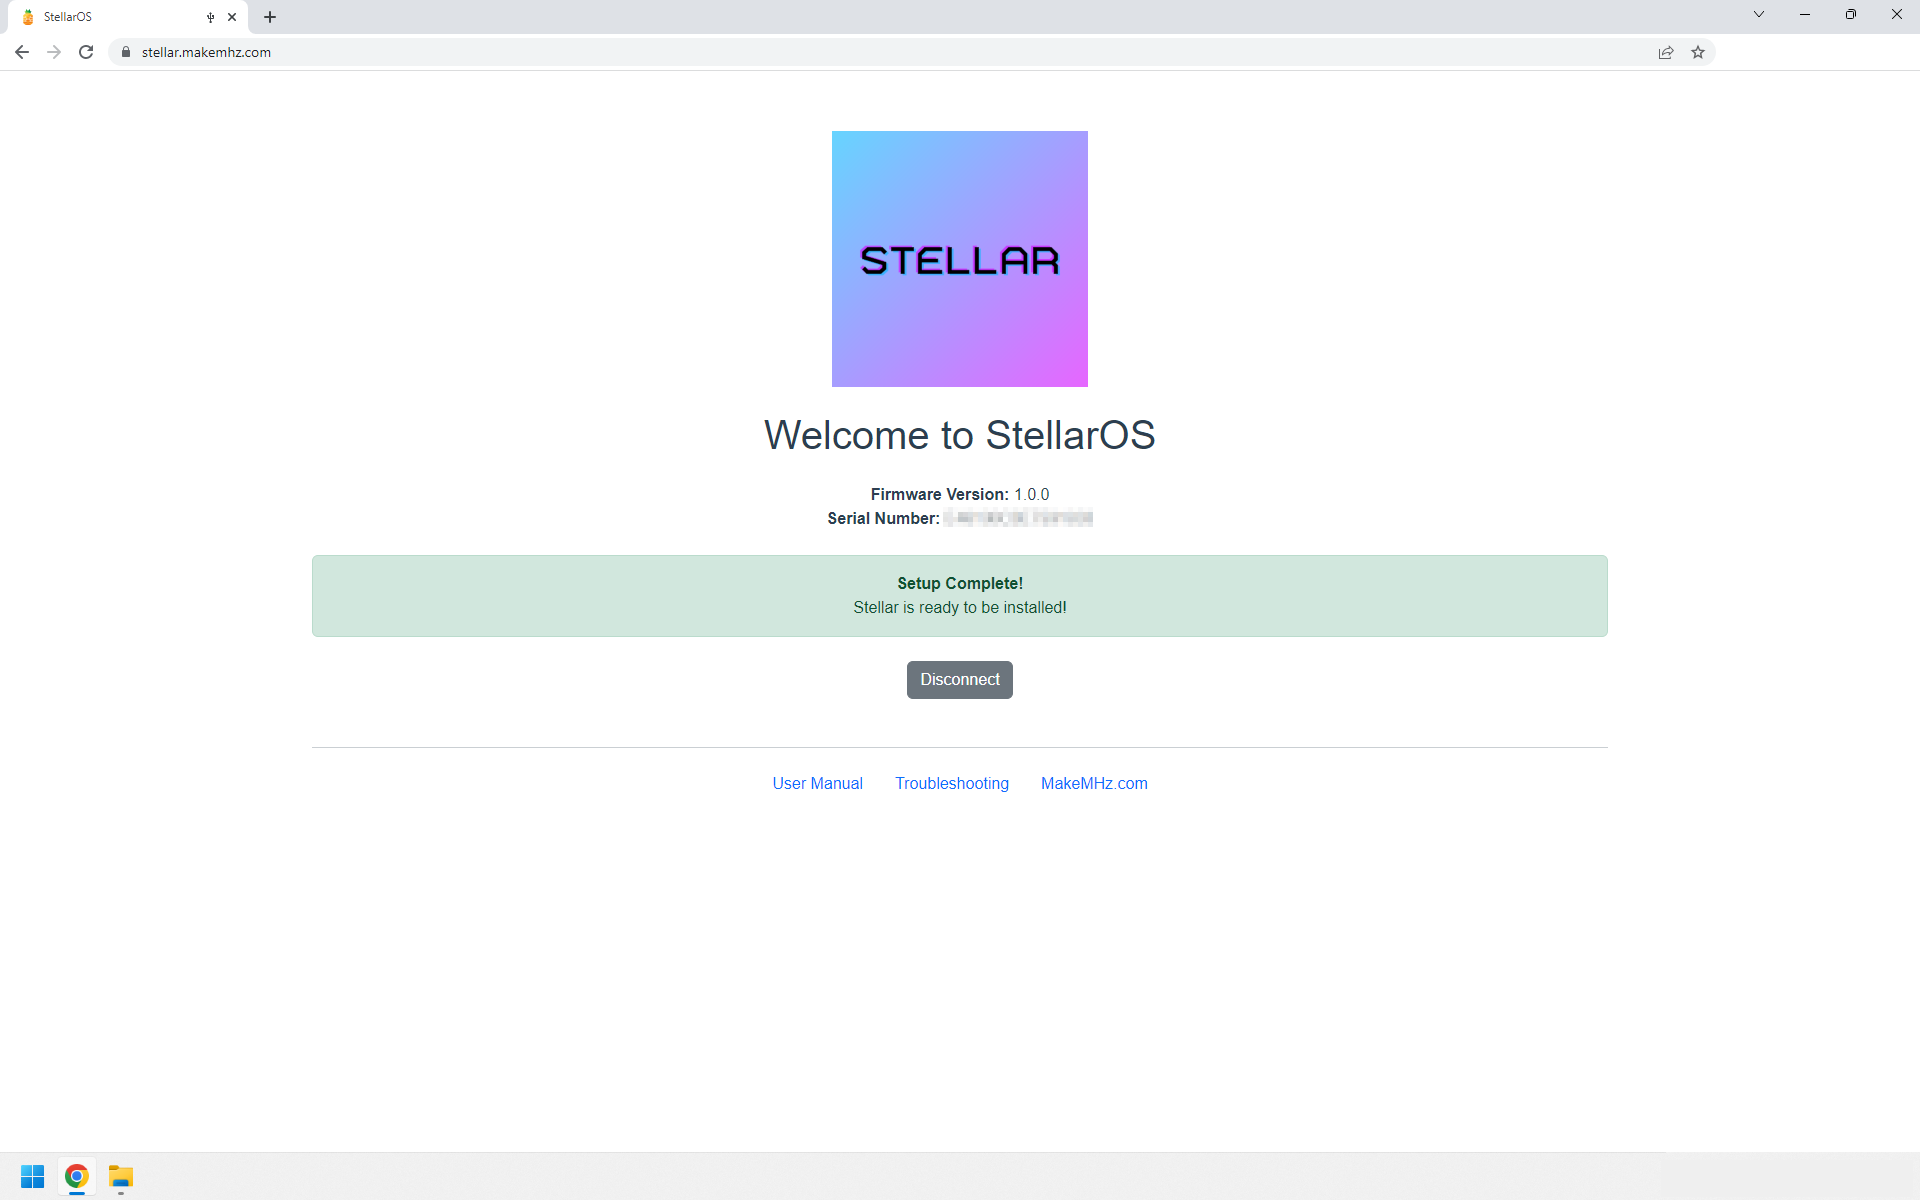 StellarOS
stellar.makemhz.com
STELLAR
Welcome to StellarOS
Firmware Version: 1.0.0
Serial Number:
Setup Complete!
Stellar is ready to be installed!
Disconnect
User Manual Troubleshooting MakeMHz.com